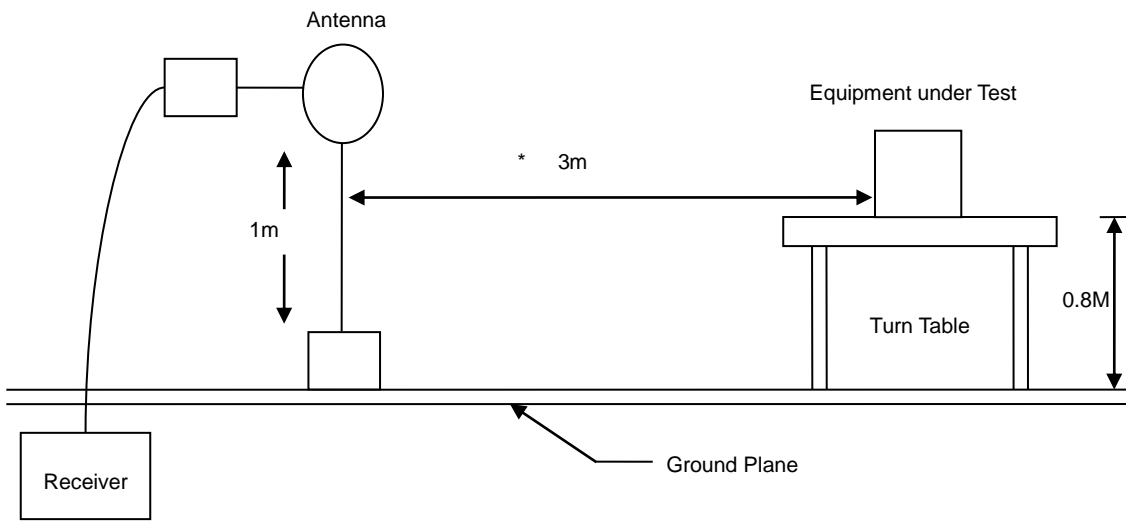 Antenna
Equipment under Test
* 3m
1m
0.8M
Turn Table
Ground Plane
Receiver